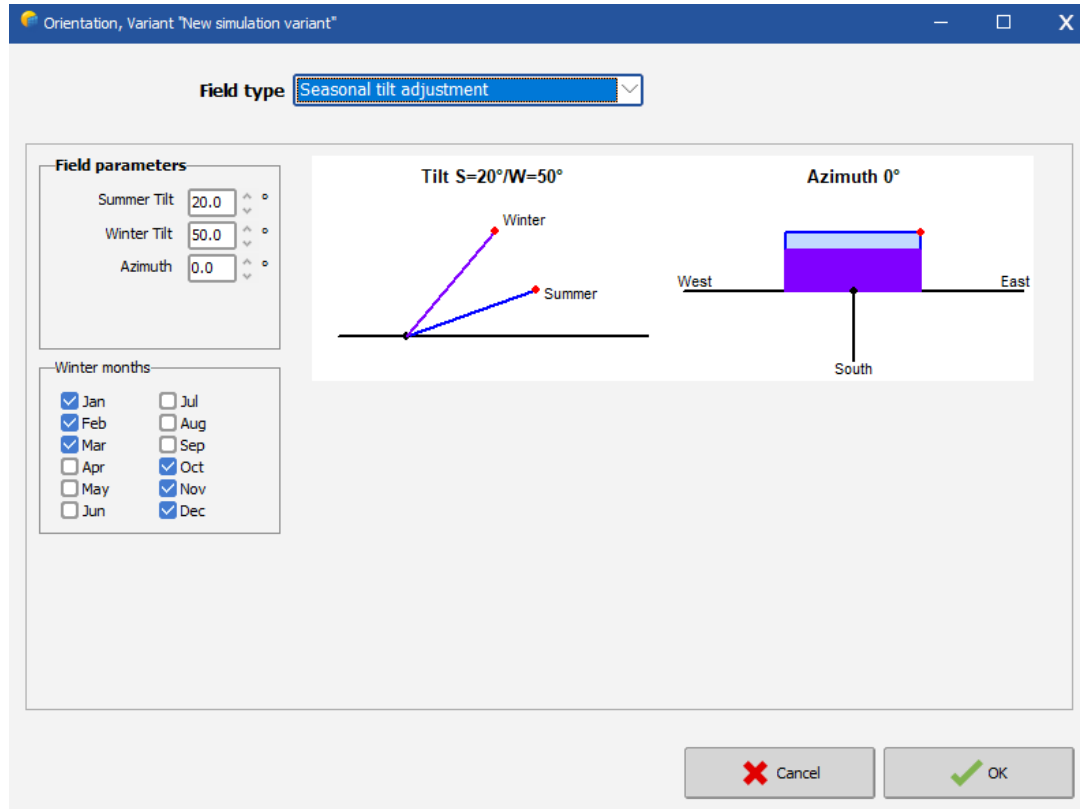 Orientation, Variant "New simulation variant"
Field type Seasonal tilt adjustment
Field parameters
Summer Tilt 20.0 °
Winter Tilt 50.0 °
Azimuth 0.0 °
Tilt S=20°/W=50°
Winter
Summer
Azimuth 0°
West
East
South
Winter months
Jan Jul
Feb Aug
Mar Sep
Apr Oct
May Nov
Jun Dec
Cancel OK